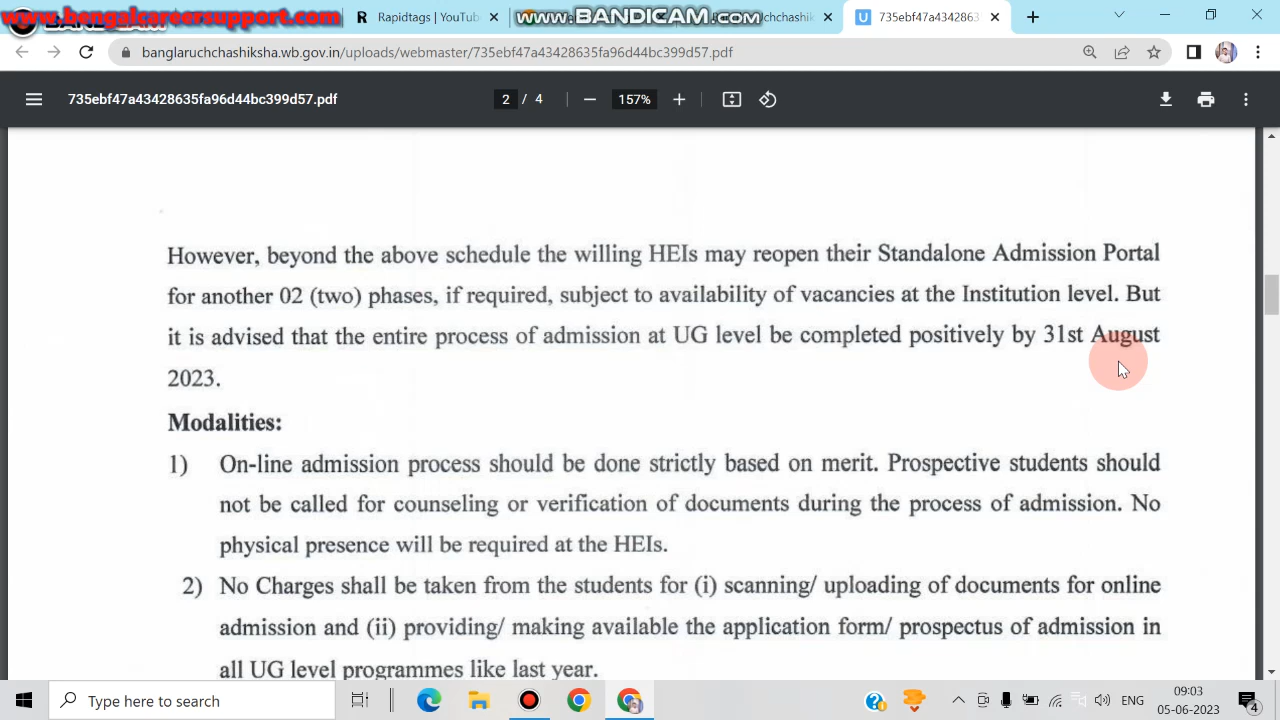 www.bengalcareersupport.com
BANDICAM
R Rapidtags | YouTub
www.BANDICAM.com
uchchashik
735ebf47a4342863
banglaruchchashiksha.wb.gov.in/uploads/webmaster/735ebf47a43428635fa96d44bc399d57.pdf
735ebf47a43428635fa96d44bc399d57.pdf
2 / 4
157%
However, beyond the above schedule the willing HEIs may reopen their Standalone Admission Portal
for another 02 (two) phases, if required, subject to availability of vacancies at the Institution level. But
it is advised that the entire process of admission at UG level be completed positively by 31st August
2023.
Modalities:
1) On-line admission process should be done strictly based on merit. Prospective students should
not be called for counseling or verification of documents during the process of admission. No
physical presence will be required at the HEIs.
2) No Charges shall be taken from the students for (i) scanning/ uploading of documents for online
admission and (ii) providing/ making available the application form/ prospectus of admission in
all UG level programmes like last year.
Type here to search
ENG
09:03
05-06-2023
4